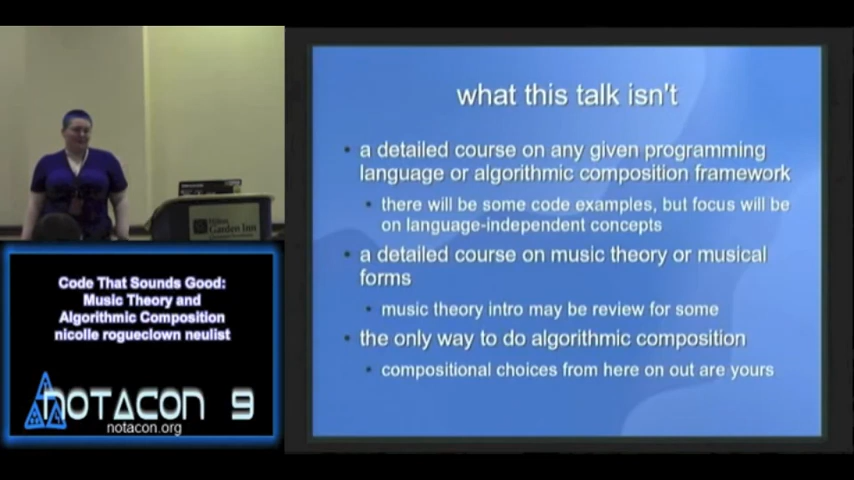 what this talk isn't
• a detailed course on any given programming
language or algorithmic composition framework
• there will be some code examples, but focus will be
on language-independent concepts
• a detailed course on music theory or musical
forms
• music theory intro may be review for some
• the only way to do algorithmic composition
• compositional choices from here on out are yours
Hilton
Garden Inn
Code That Sounds Good:
Music Theory and
Algorithmic Composition
nicolle rogueclown neulist
NOTACON 9
notacon.org